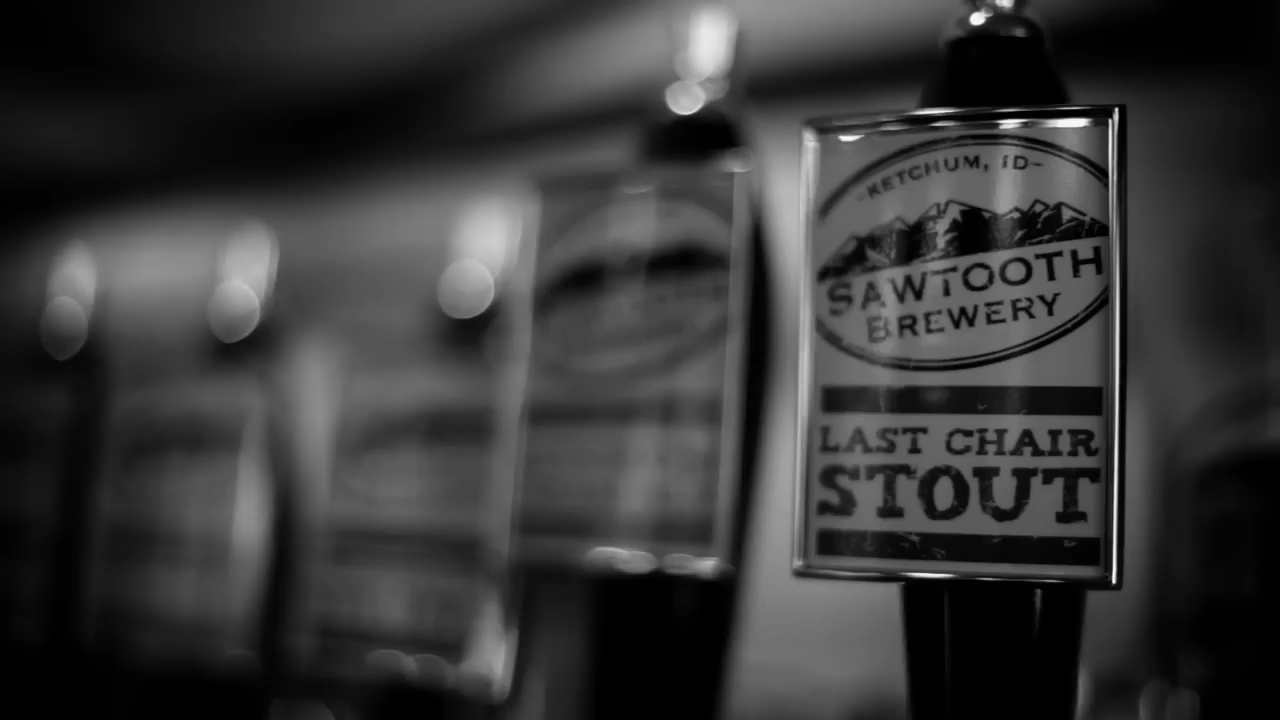 -KETCHUM, ID-
SAWTOOTH
BREWERY
LAST CHAIR
STOUT